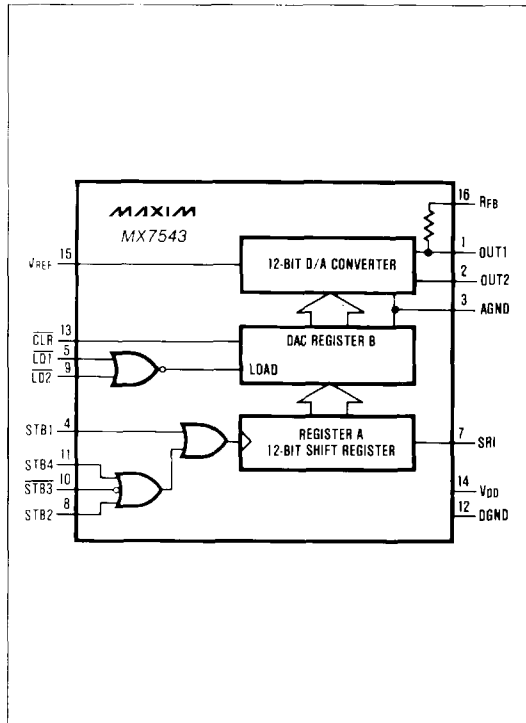 MAXIM
MX7543
16 RFB
1 OUT1
15 VREF
12-BIT D/A CONVERTER
2 OUT2
3 AGND
13 CLR
DAC REGISTER B
5 LD1
9 LD2
LOAD
4 STB1
REGISTER A
12-BIT SHIFT REGISTER
7 SRI
11 STB4
10 STB3
8 STB2
14 VDD
12 DGND